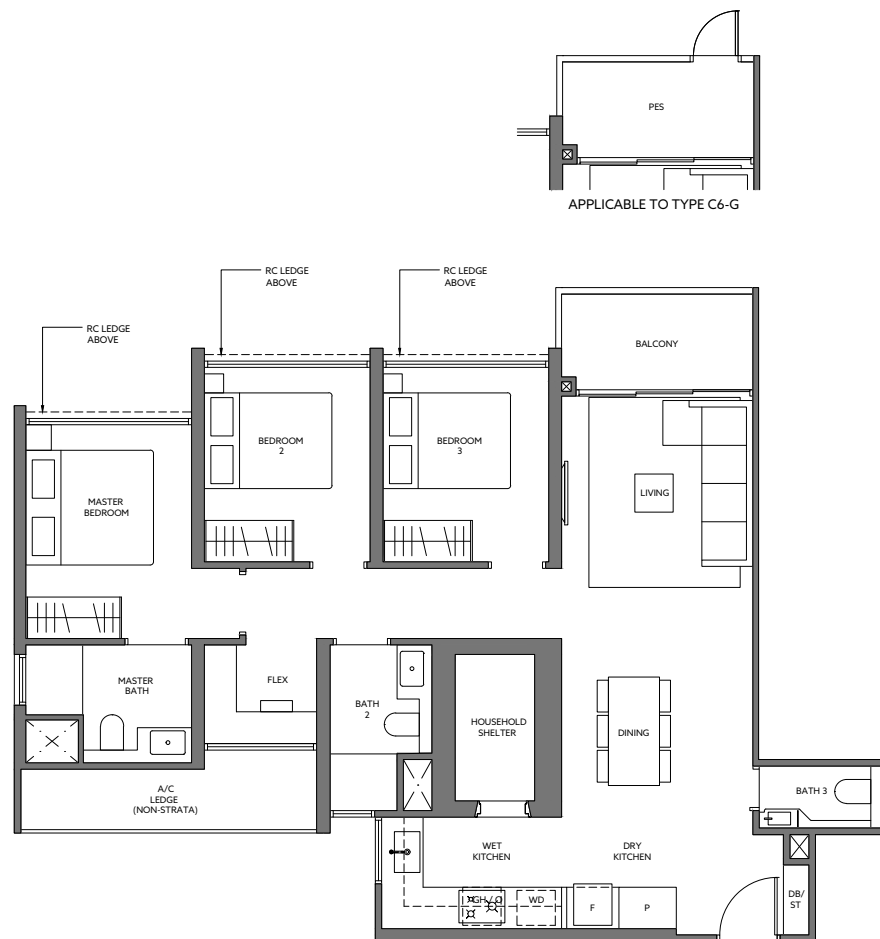 PES
APPLICABLE TO TYPE C6-G
RC LEDGE
ABOVE
RC LEDGE
ABOVE
RC LEDGE
ABOVE
BALCONY
BEDROOM
2
BEDROOM
3
MASTER
BEDROOM
LIVING
MASTER
BATH
FLEX
BATH
2
HOUSEHOLD
SHELTER
DINING
A/C
LEDGE
(NON-STRATA)
BATH 3
WET
KITCHEN
DRY
KITCHEN
WD
F
P
DB/
ST